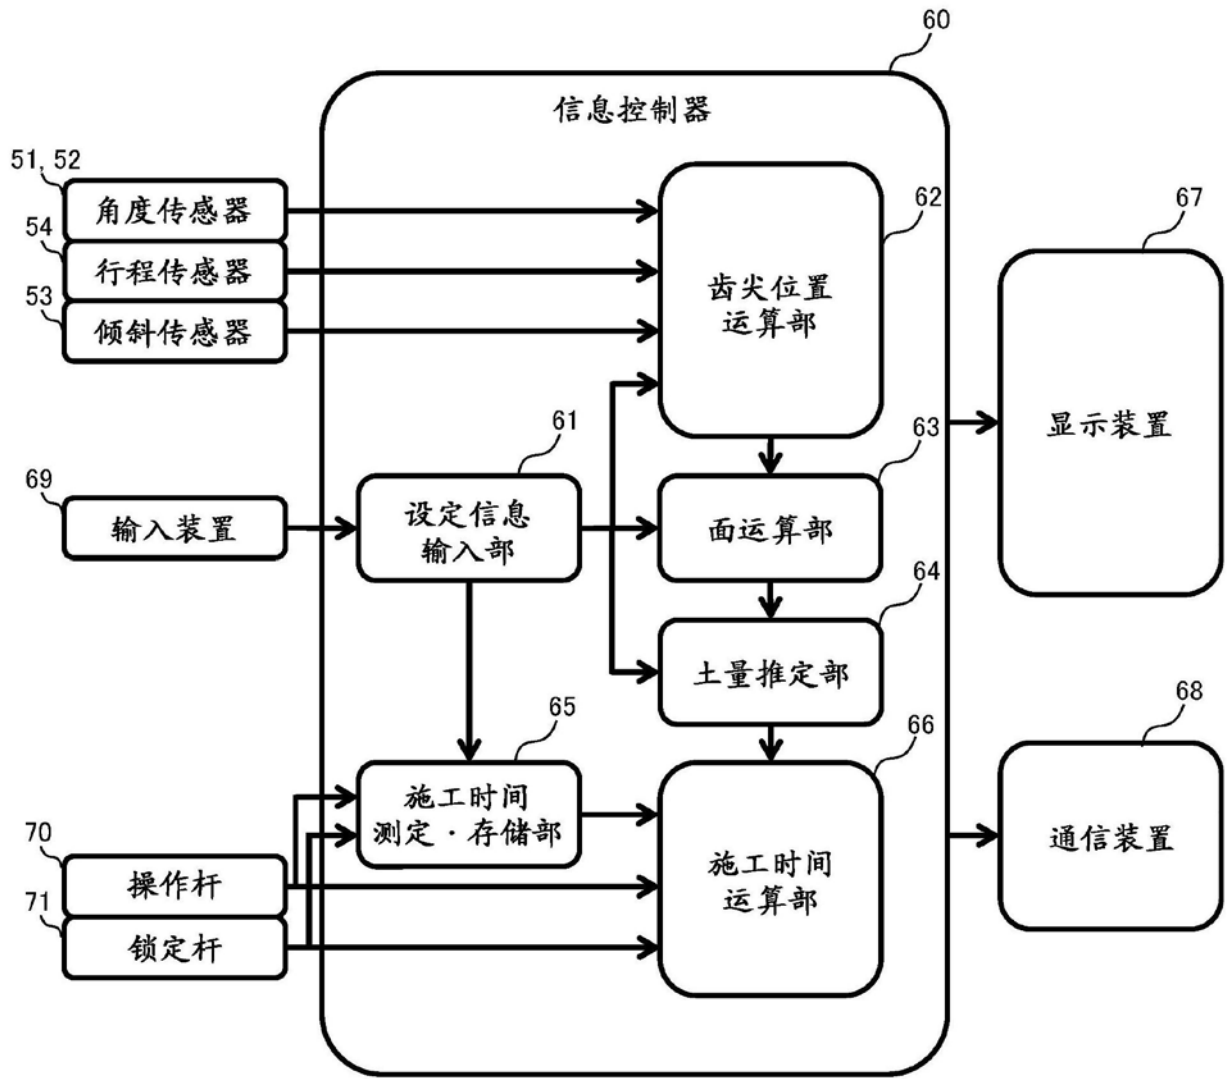 60
信息控制器
51, 52
角度传感器
54
行程传感器
53
倾斜传感器
62
齿尖位置
运算部
67
显示装置
61
设定信息
输入部
63
面运算部
69
输入装置
64
土量推定部
65
施工时间
测定·存储部
66
施工时间
运算部
68
通信装置
70
操作杆
71
锁定杆